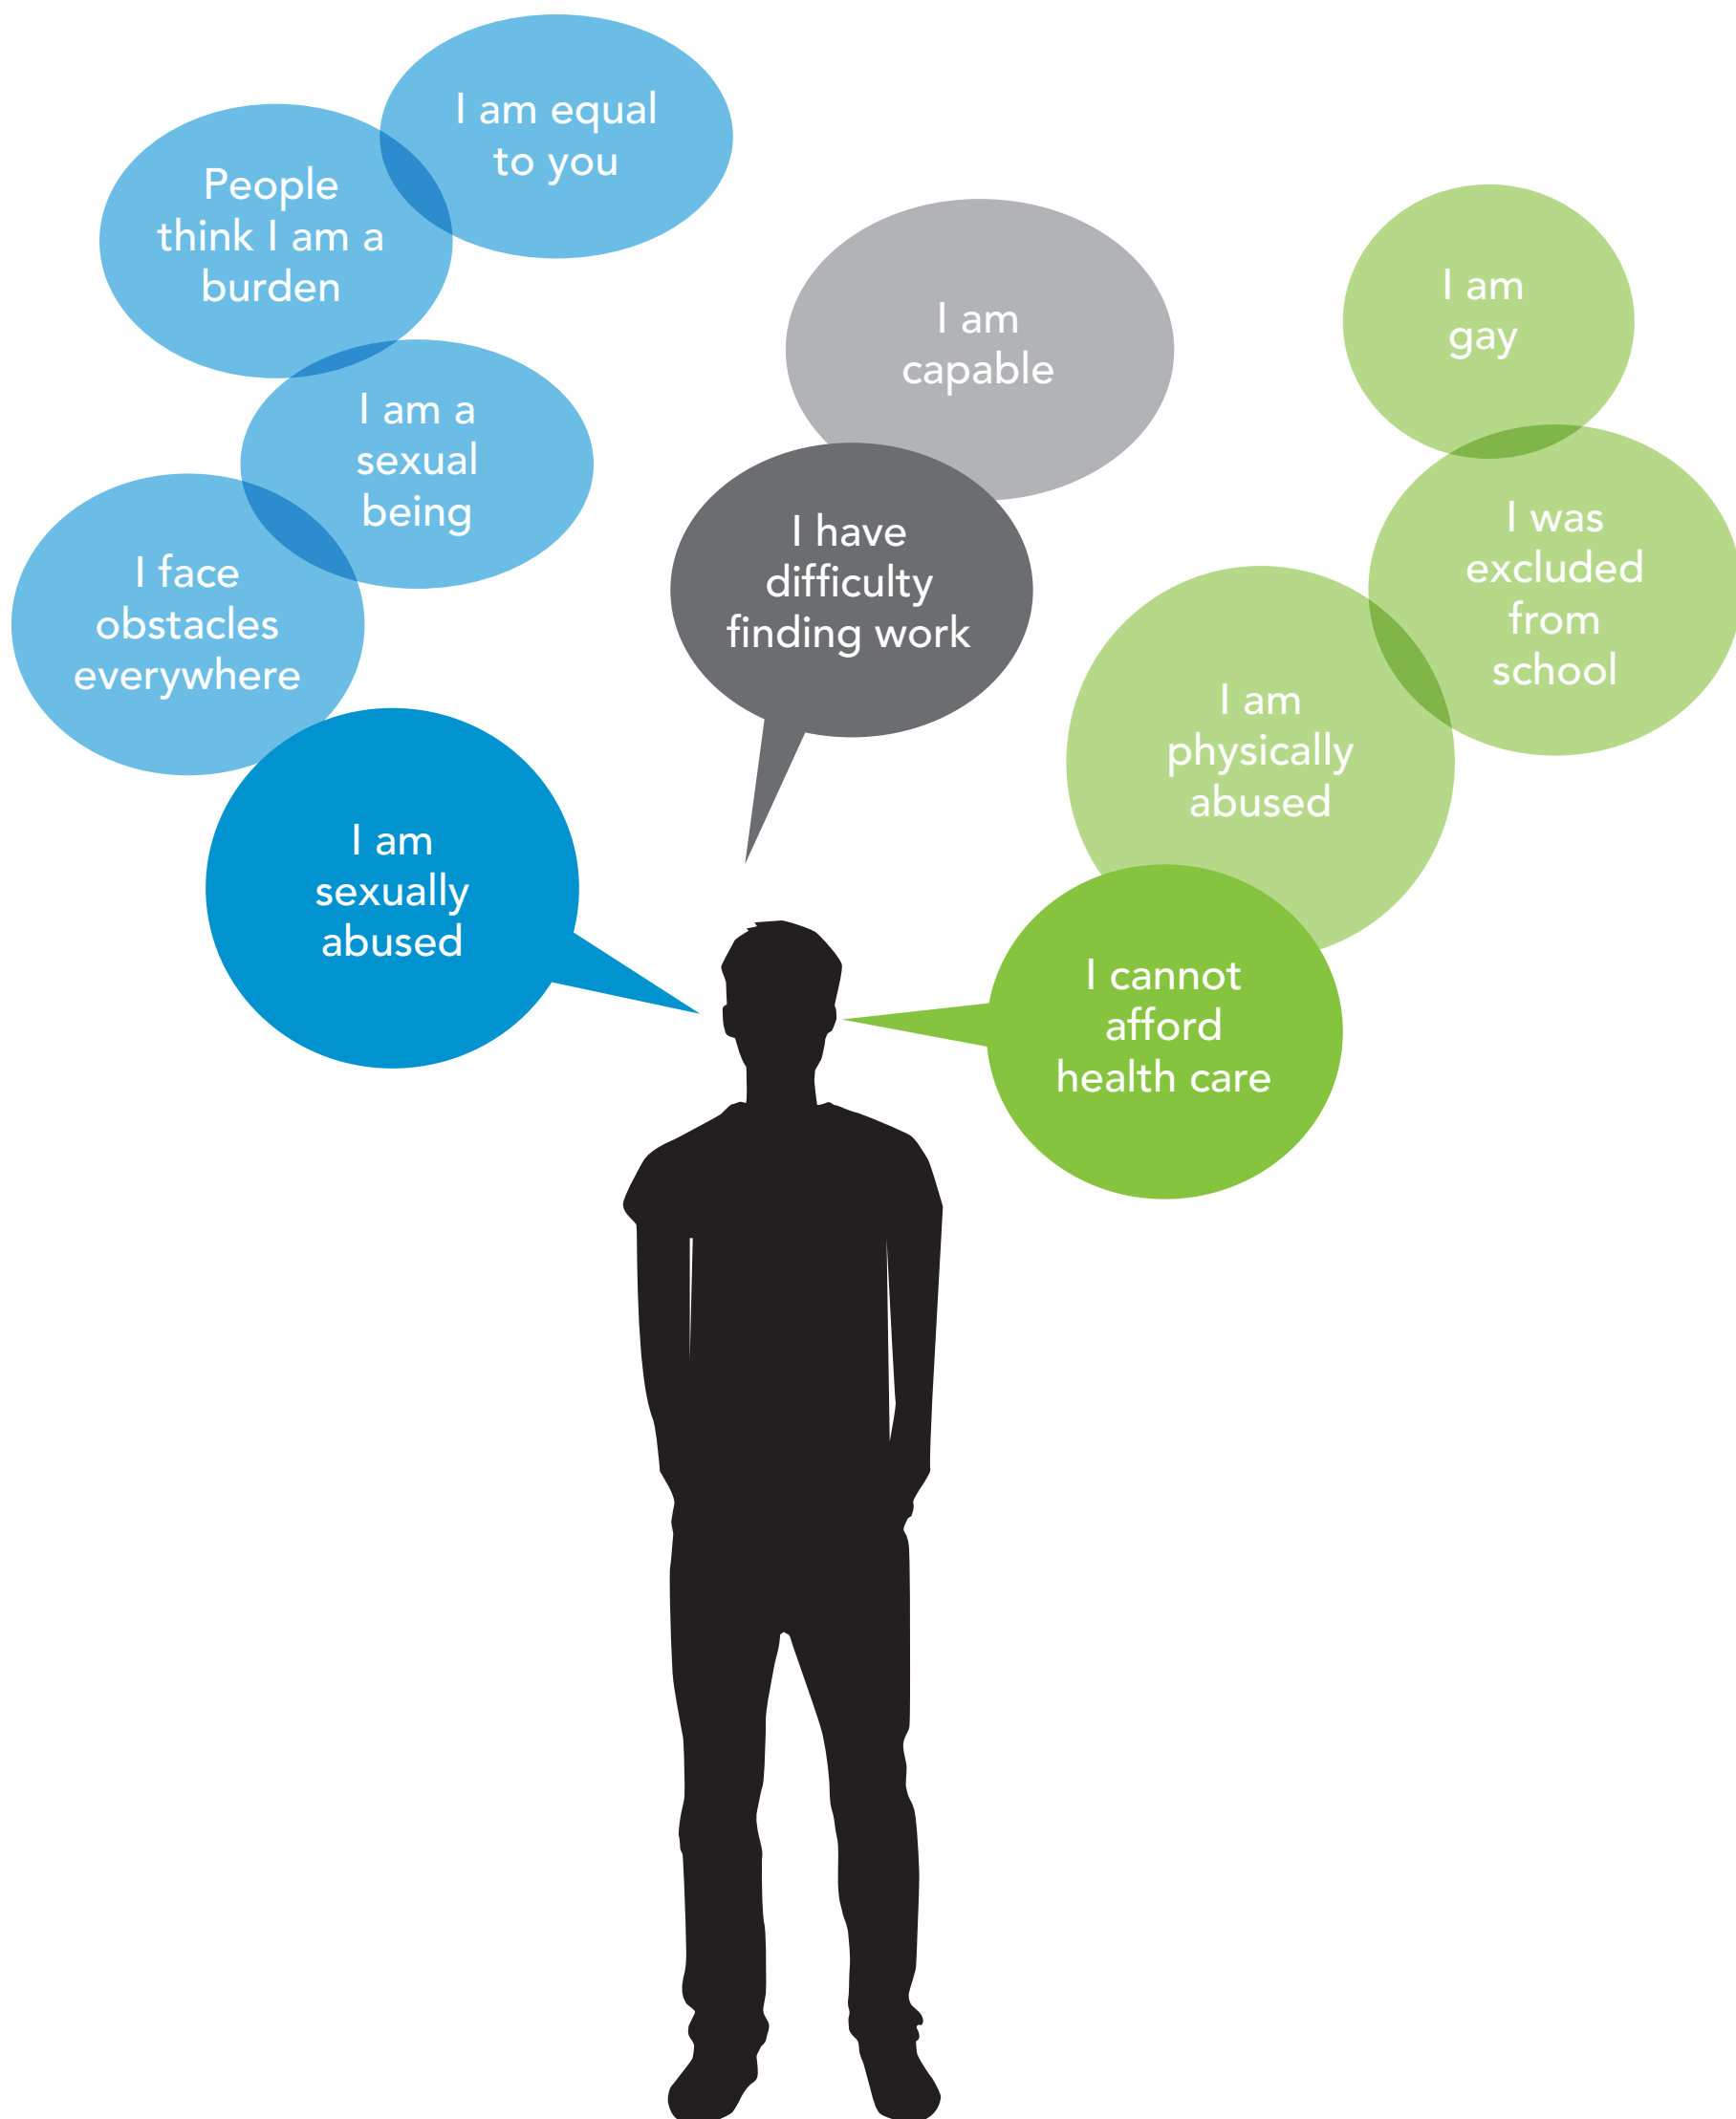 I am equal
to you
People
think I am a
burden
I am a
sexual
being
I face
obstacles
everywhere
I am
sexually
abused
I am
capable
I have
difficulty
finding work
I am
gay
I was
excluded
from
school
I am
physically
abused
I cannot
afford
health care